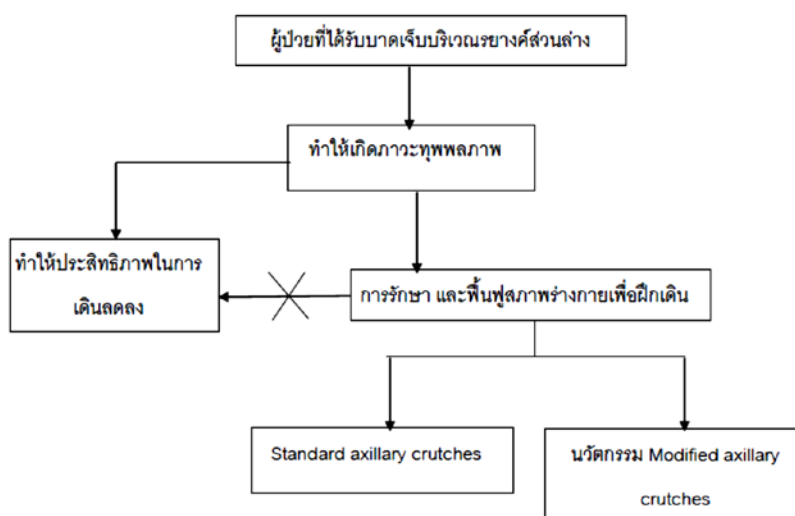 ผู้ป่วยที่ได้รับบาดเจ็บบริเวณรยางค์ส่วนล่าง
ทำให้เกิดภาวะทุพพลภาพ
ทำให้ประสิทธิภาพในการ
เดินลดลง
การรักษา และฟื้นฟูสภาพร่างกายเพื่อฝึกเดิน
Standard axillary crutches
นวัตกรรม Modified axillary
crutches